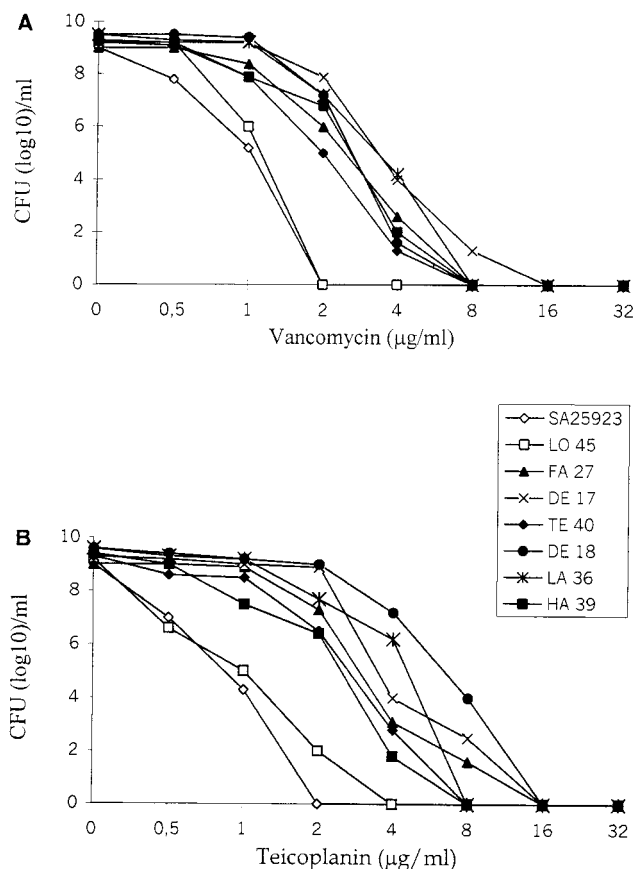 A
CFU (log10)/ml
10
8
6
4
2
0
0 0,5 1 2 4 8 16 32
Vancomycin (µg/ml)
SA25923
LO 45
FA 27
DE 17
TE 40
DE 18
LA 36
HA 39
B
CFU (log10)/ml
10
8
6
4
2
0
0 0,5 1 2 4 8 16 32
Teicoplanin (µg/ml)